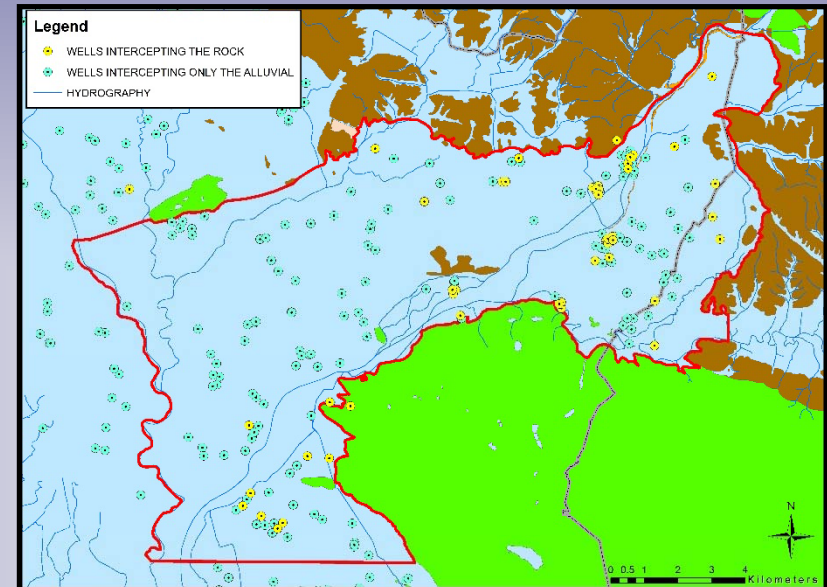 Legend
WELLS INTERCEPTING THE ROCK
WELLS INTERCEPTING ONLY THE ALLUVIAL
HYDROGRAPHY
N
0 0.5 1 2 3 4
Kilometers